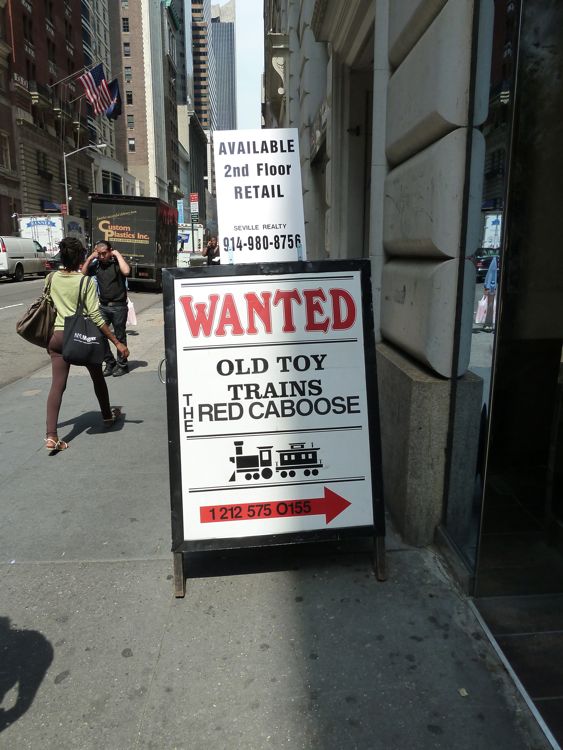 AVAILABLE
2nd Floor
RETAIL
SEVILLE REALTY
914-980-8756
WANTED
OLD TOY
TRAINS
THE
RED CABOOSE
1 212 575 0155
Custom
Plastics Inc.